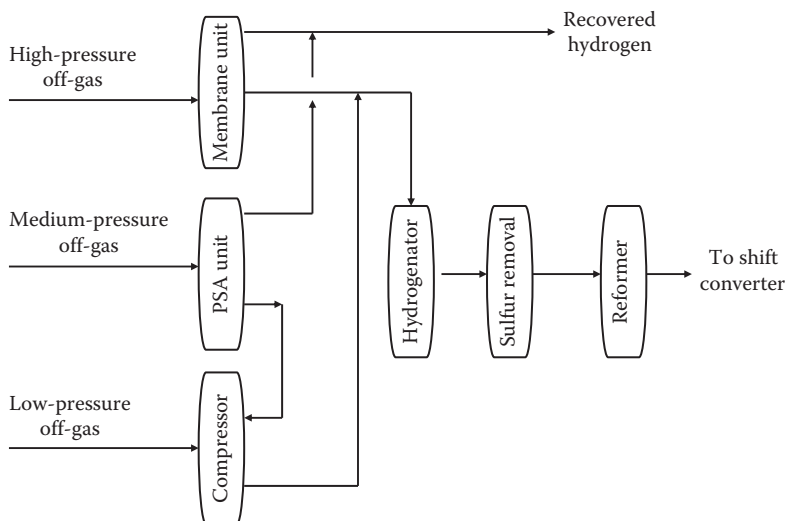 Recovered
hydrogen
High-pressure
off-gas
Membrane unit
Medium-pressure
off-gas
PSA unit
Hydrogenator
Sulfur removal
Reformer
To shift
converter
Low-pressure
off-gas
Compressor